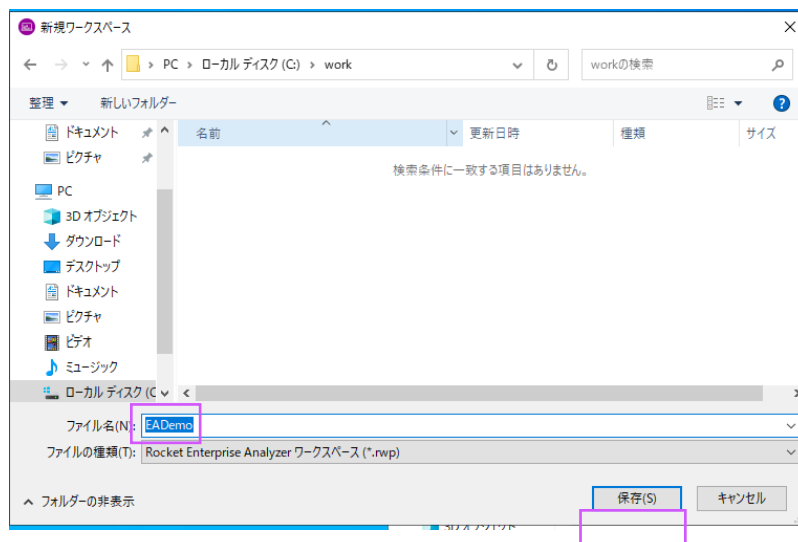 新規ワークスペース
PC › ローカル ディスク (C:) › work
workの検索
整理
新しいフォルダー
ドキュメント
ピクチャ
PC
3D オブジェクト
ダウンロード
デスクトップ
ドキュメント
ピクチャ
ビデオ
ミュージック
ローカル ディスク (C
名前
更新日時
種類
サイズ
検索条件に一致する項目はありません。
ファイル名(N):
EADemo
ファイルの種類(T):
Rocket Enterprise Analyzer ワークスペース (*.rwp)
フォルダーの非表示
保存(S)
キャンセル